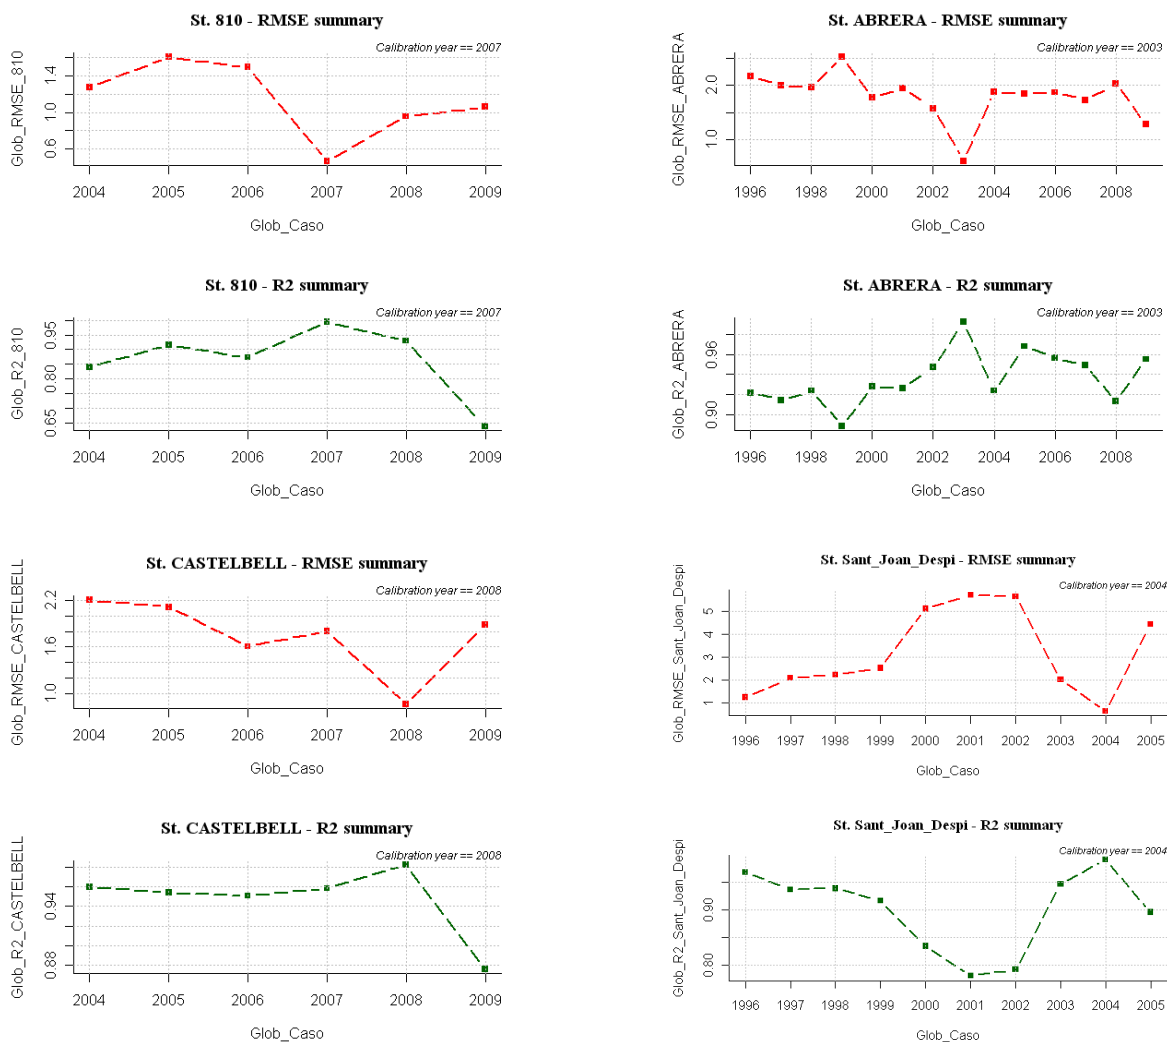 St. 810 - RMSE summary
Calibration year == 2007
Glob_RMSE_810
0.6 1.0 1.4
2004 2005 2006 2007 2008 2009
Glob_Caso
St. ABRERA - RMSE summary
Calibration year == 2003
Glob_RMSE_ABRERA
1.0 2.0
1996 1998 2000 2002 2004 2006 2008
Glob_Caso
St. 810 - R2 summary
Calibration year == 2007
Glob_R2_810
0.65 0.80 0.95
2004 2005 2006 2007 2008 2009
Glob_Caso
St. ABRERA - R2 summary
Calibration year == 2003
Glob_R2_ABRERA
0.90 0.96
1996 1998 2000 2002 2004 2006 2008
Glob_Caso
St. CASTELBELL - RMSE summary
Calibration year == 2008
Glob_RMSE_CASTELBELL
1.0 1.6 2.2
2004 2005 2006 2007 2008 2009
Glob_Caso
St. Sant_Joan_Despi - RMSE summary
Calibration year == 2004
Glob_RMSE_Sant_Joan_Despi
1 2 3 4 5
1996 1997 1998 1999 2000 2001 2002 2003 2004 2005
Glob_Caso
St. CASTELBELL - R2 summary
Calibration year == 2008
Glob_R2_CASTELBELL
0.88 0.94
2004 2005 2006 2007 2008 2009
Glob_Caso
St. Sant_Joan_Despi - R2 summary
Calibration year == 2004
Glob_R2_Sant_Joan_Despi
0.80 0.90
1996 1997 1998 1999 2000 2001 2002 2003 2004 2005
Glob_Caso